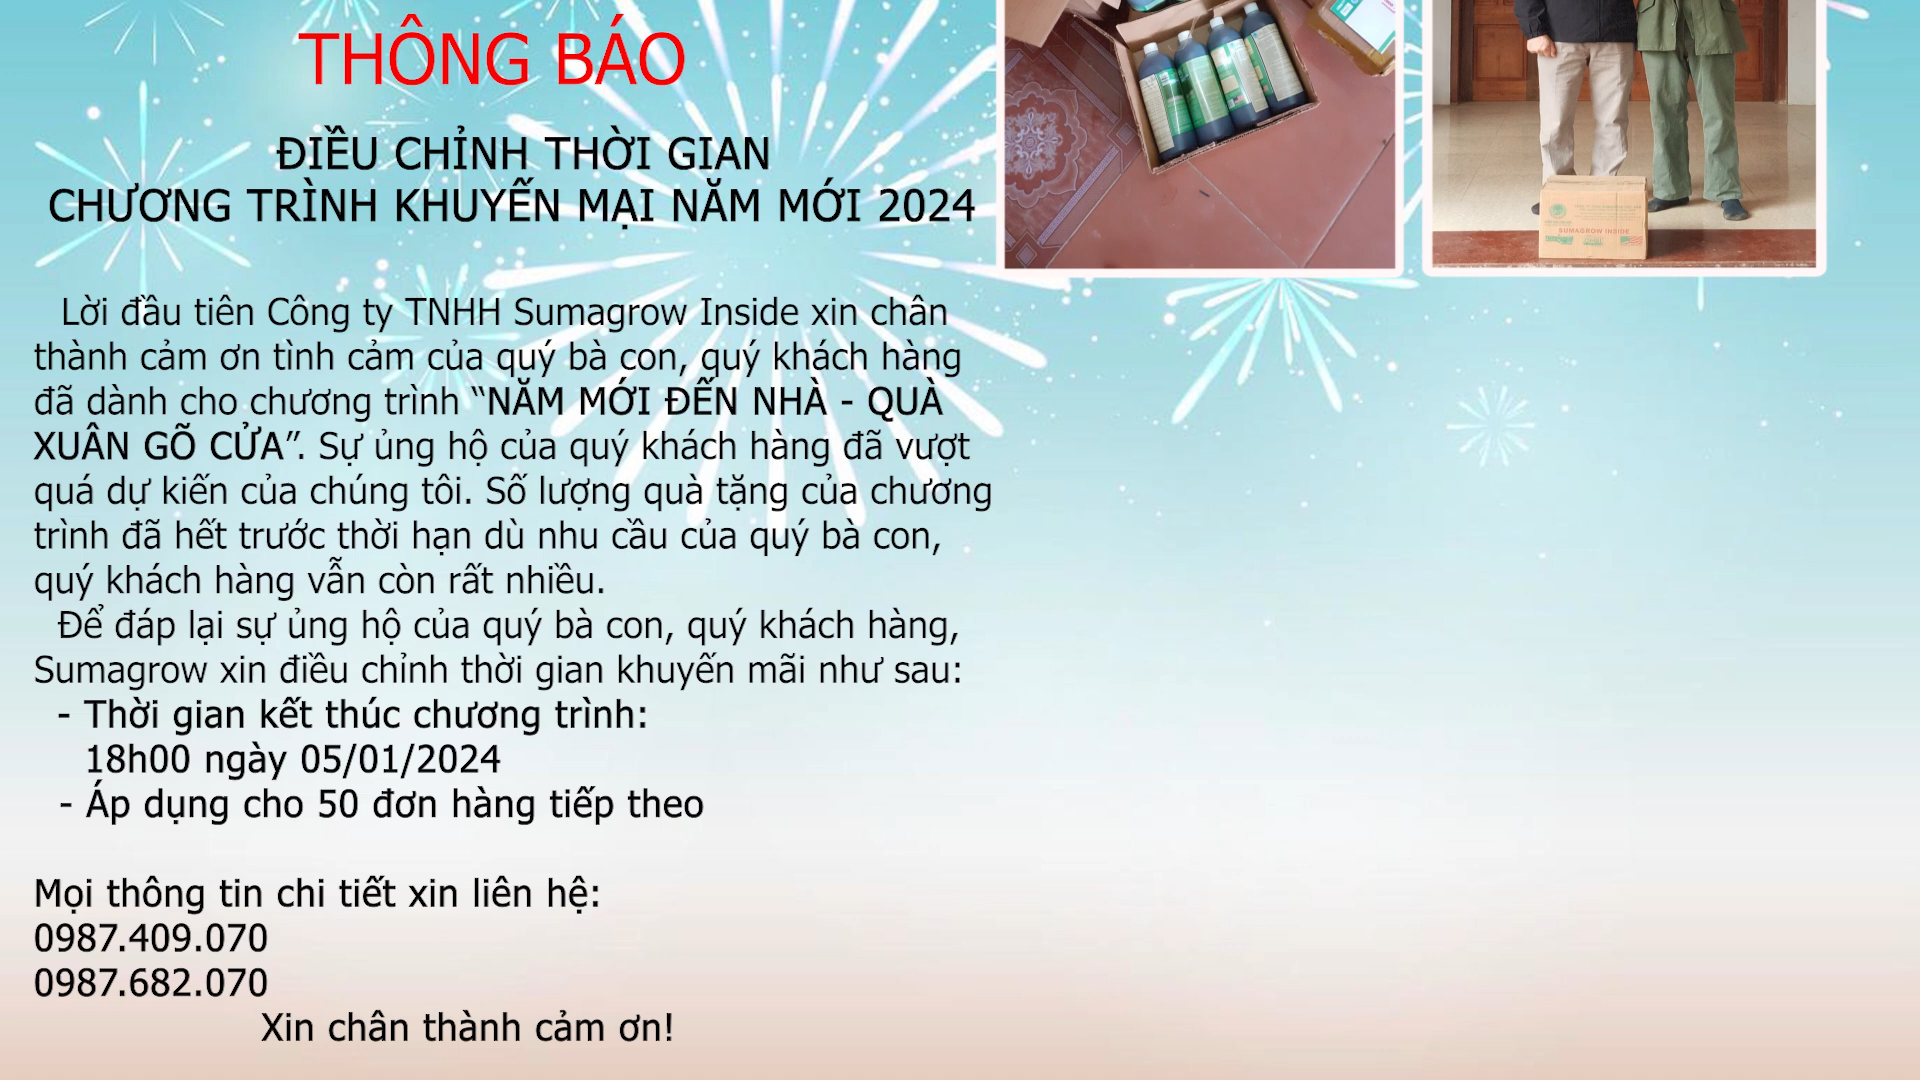 THÔNG BÁO
ĐIỀU CHỈNH THỜI GIAN
CHƯƠNG TRÌNH KHUYẾN MẠI NĂM MỚI 2024
Lời đầu tiên Công ty TNHH Sumagrow Inside xin chân
thành cảm ơn tình cảm của quý bà con, quý khách hàng
đã dành cho chương trình “NĂM MỚI ĐẾN NHÀ - QUÀ
XUÂN GÕ CỬA”. Sự ủng hộ của quý khách hàng đã vượt
quá dự kiến của chúng tôi. Số lượng quà tặng của chương
trình đã hết trước thời hạn dù nhu cầu của quý bà con,
quý khách hàng vẫn còn rất nhiều.
Để đáp lại sự ủng hộ của quý bà con, quý khách hàng,
Sumagrow xin điều chỉnh thời gian khuyến mãi như sau:
- Thời gian kết thúc chương trình:
18h00 ngày 05/01/2024
- Áp dụng cho 50 đơn hàng tiếp theo
Mọi thông tin chi tiết xin liên hệ:
0987.409.070
0987.682.070
Xin chân thành cảm ơn!
SUMAGROW INSIDE